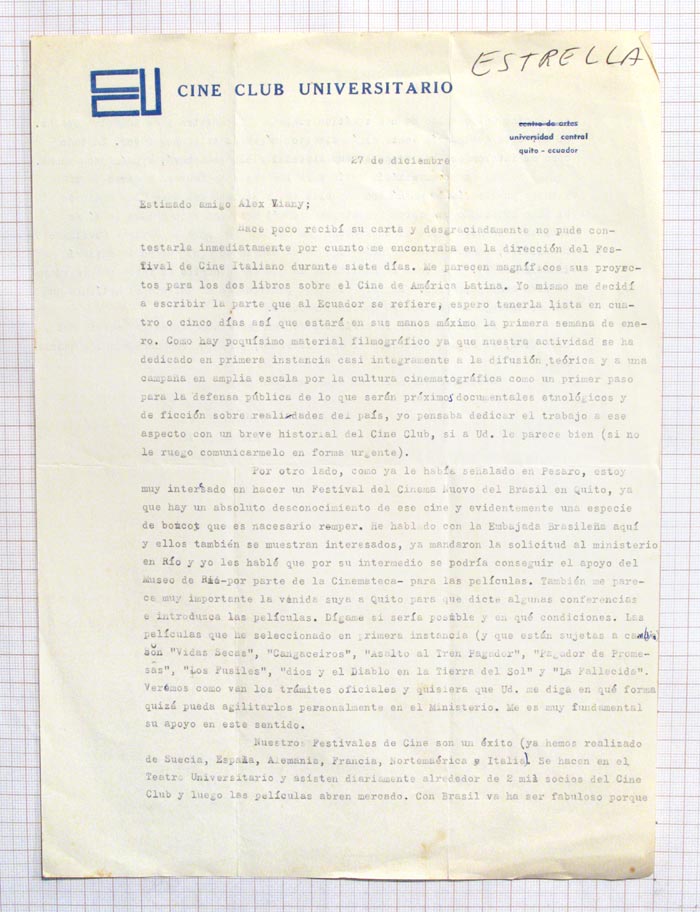 ESTRELLA
CINE CLUB UNIVERSITARIO
centro de artes
universidad central
quito - ecuador
27 de diciembre
Estimado amigo Alex Viany;
Hace poco recibí su carta y desgraciadamente no pude con-
testarla inmediatamente por cuanto me encontraba en la dirección del Fes-
tival de Cine Italiano durante siete días. Me parecen magníficos sus proyec-
tos para los dos libros sobre el Cine de América Latina. Yo mismo me decidí
a escribir la parte que al Ecuador se refiere, espero tenerla lista en cua-
tro o cinco días así que estará en sus manos máximo la primera semana de ene-
ro. Como hay poquísimo material filmográfico ya que nuestra actividad se ha
dedicado en primera instancia casi integramente a la difusión teórica y a una
campaña en amplia escala por la cultura cinematográfica como un primer paso
para la defensa pública de lo que serán próximos documentales etnológicos y
de ficción sobre realidades del país, yo pensaba dedicar el trabajo a ese
aspecto con un breve historial del Cine Club, si a Ud. le parece bien (si no
le ruego comunicarmelo en forma urgente).
Por otro lado, como ya le había señalado en Pesaro, estoy
muy interesado en hacer un Festival del Cinema Nuovo del Brasil en Quito, ya
que hay un absoluto desconocimiento de ese cine y evidentemente una especie
de boicot que es nacesario romper. He hablado con la Embajada Brasileña aquí
y ellos también se muestran interesados, ya mandaron la solicitud al ministerio
en Río y yo les hablé que por su intermedio se podría conseguir el apoyo del
Museo de Río-por parte de la Cinemateca- para las películas. También me pare-
ce muy importante la venida suya a Quito para que dicte algunas conferencias
e introduzca las películas. Dígame si sería posible y en qué condiciones. Las
películas que he seleccionado en primera instancia (y que están sujetas a cambio)
son "Vidas Secas", "Cangaceiros", "Asalto al Tren Pagador", "Pagador de Prome-
sas", "Los Fusiles", "dios y el Diablo en la Tierra del Sol" y "La Fallecida".
Veremos como van los trámites oficiales y quisiera que Ud. me diga en qué forma
quizá pueda agilitarlos personalmente en el Ministerio. Me es muy fundamental
su apoyo en este sentido.
Nuestros Festivales de Cine son un éxito (ya hemos realizado
de Suecia, España, Alemania, Francia, Nortemaérica e Italia). Se hacen en el
Teatro Universitario y asisten diariamente alrededor de 2 mil socios del Cine
Club y luego las películas abren mercado. Con Brasil va ha ser fabuloso porque